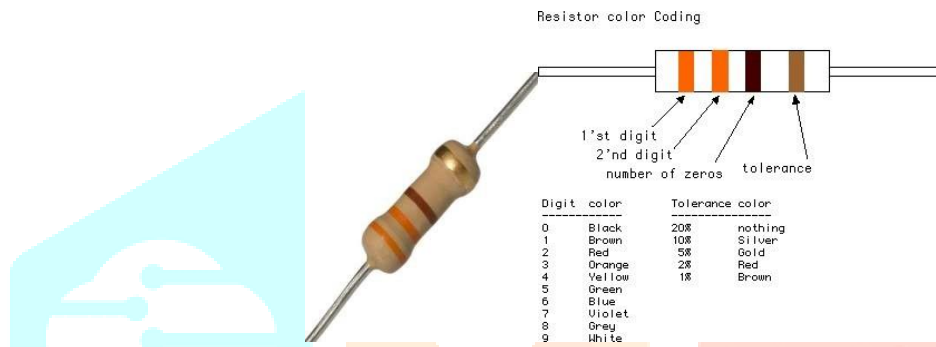 Resistor color Coding
1'st digit
2'nd digit
number of zeros
tolerance
Digit color Tolerance color
0 Black 20% nothing
1 Brown 10% Silver
2 Red 5% Gold
3 Orange 2% Red
4 Yellow 1% Brown
5 Green
6 Blue
7 Violet
8 Grey
9 White